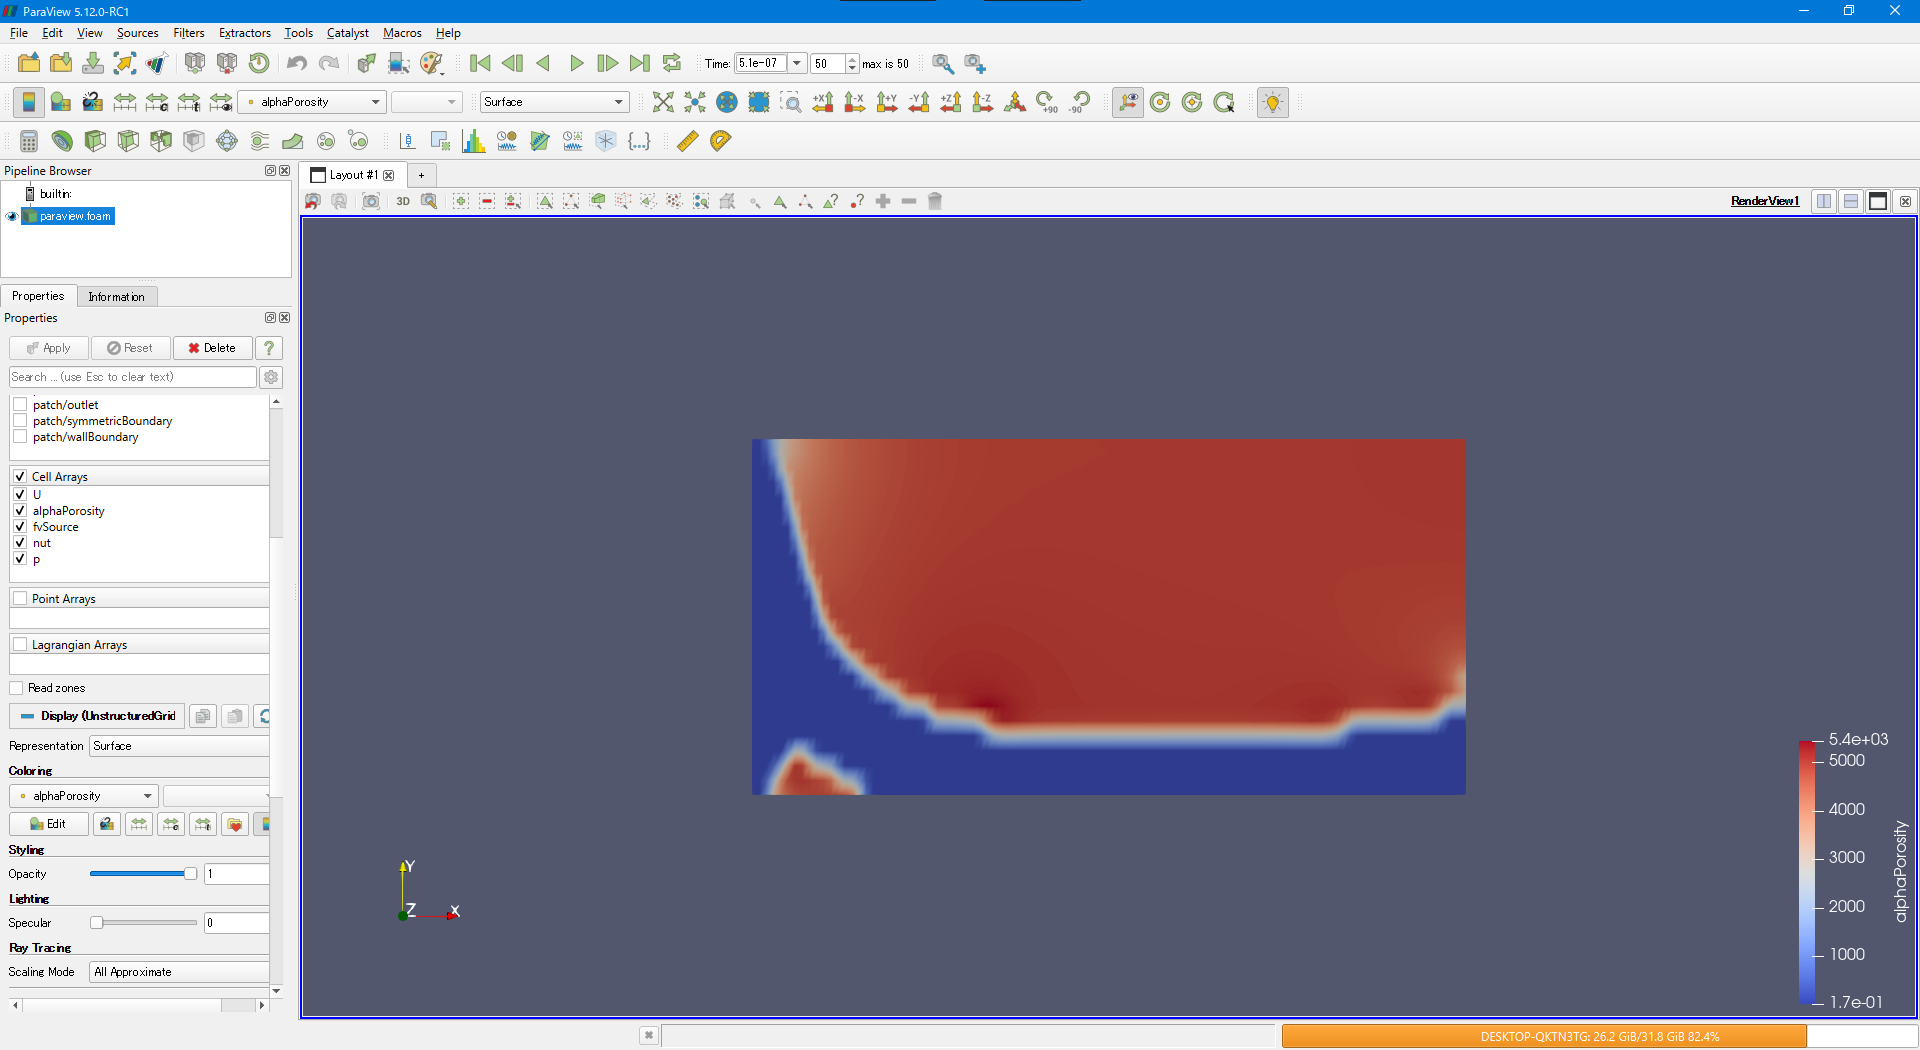 ParaView 5.12.0-RC1
File Edit View Sources Filters Extractors Tools Catalyst Macros Help
Time: 5.1e-07 50 max is 50
alphaPorosity Surface
+X -X +Y -Y +Z -Z +90 -90
Pipeline Browser
builtin:
paraview.foam
Properties Information
Properties
Apply Reset Delete ?
Search ... (use Esc to clear text)
patch/outlet
patch/symmetricBoundary
patch/wallBoundary
Cell Arrays
U
alphaPorosity
fvSource
nut
p
Point Arrays
Lagrangian Arrays
Read zones
Display (UnstructuredGrid
Representation Surface
Coloring
alphaPorosity
Edit
Styling
Opacity 1
Lighting
Specular 0
Ray Tracing
Scaling Mode All Approximate
Layout #1 +
3D
RenderView1
Y
Z X
5.4e+03
5000
4000
3000
2000
1000
1.7e-01
alphaPorosity
DESKTOP-QKTN3TG: 26.2 GiB/31.8 GiB 82.4%